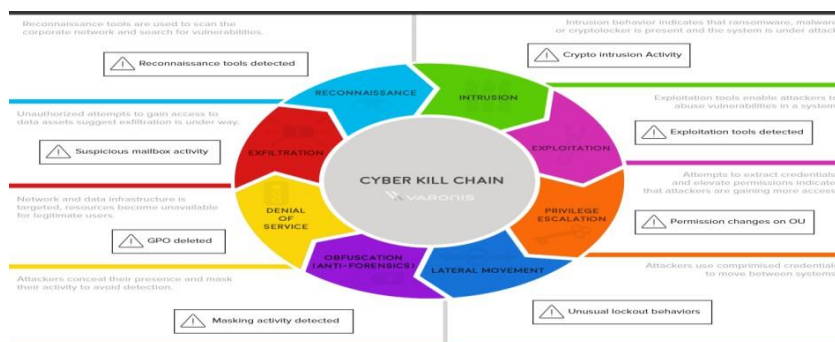 Reconnaissance tools are used to scan the
corporate network and search for vulnerabilities.
Reconnaissance tools detected
Intrusion behavior indicates that ransomware, malware
or cryptolocker is present and the system is under attack
Crypto intrusion Activity
RECONNAISSANCE
INTRUSION
Unauthorized attempts to gain access to
data assets suggest exfiltration is under way.
Suspicious mailbox activity
EXFILTRATION
EXPLOITATION
Exploitation tools enable attackers to
abuse vulnerabilities in a system
Exploitation tools detected
CYBER KILL CHAIN
VARONIS
Network and data infrastructure is
targeted, resources become unavailable
for legitimate users.
GPO deleted
DENIAL
OF
SERVICE
PRIVILEGE
ESCALATION
Attempts to extract credentials
and elevate permissions indicate
that attackers are gaining more access
Permission changes on OU
Attackers conceal their presence and mask
their activity to avoid detection.
Masking activity detected
OBFUSCATION
(ANTI-FORENSICS)
LATERAL MOVEMENT
Attackers use comprimised credentials
to move between systems
Unusual lockout behaviors